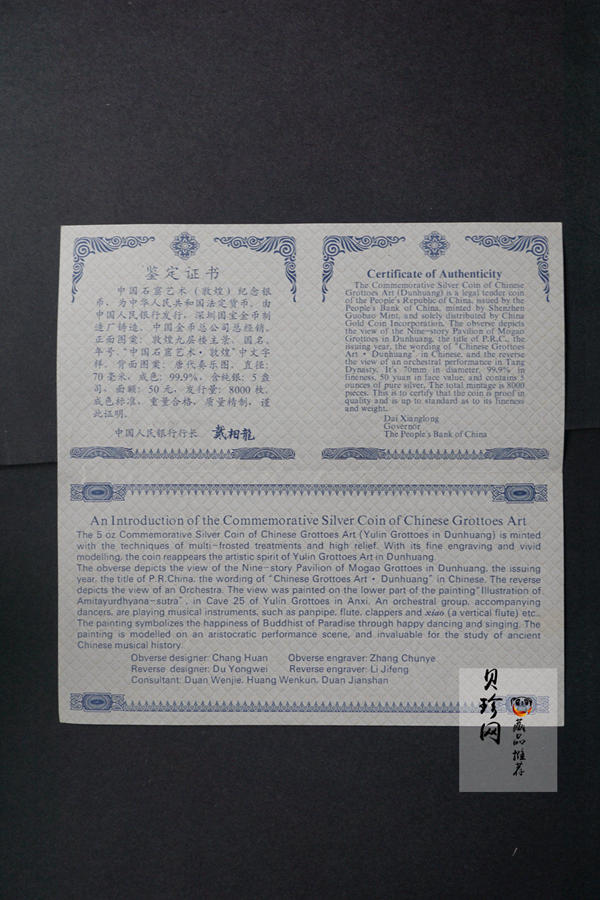 鉴定证书
中国石窟艺术（敦煌）纪念银
币，为中华人民共和国法定货币。由
中国人民银行发行，深圳国宝金币制
造厂铸造，中国金币总公司总经销。
正面图案：敦煌九层楼主景、国名、
年号、“中国石窟艺术·敦煌”中文字
样。背面图案：唐代奏乐图。直径：
70毫米，成色：99.9%，含纯银：5盎
司，面额：50元，发行量：8000枚。
成色标准，重量合格，质量精制，谨
此证明。
中国人民银行行长 戴相龍
Certificate of Authenticity
The Commemorative Silver Coin of Chinese
Grottoes Art (Dunhuang) is a legal tender coin
of the People's Republic of China, issued by the
People's Bank of China, minted by Shenzhen
Guobao Mint, and solely distributed by China
Gold Coin Incorporation. The obverse depicts
the view of the Nine-story Pavilion of Mogao
Grottoes in Dunhuang, the title of P.R.C., the
issuing year, the wording of "Chinese Grottoes
Art • Dunhuang" in Chinese, and the reverse
the view of an orchestral performance in Tang
Dynasty. It's 70mm in diameter, 99.9% in
fineness, 50 yuan in face value, and contains 5
ounces of pure silver. The total mintage is 8000
pieces. This is to certify that the coin is proof in
quality and is up to standard as to its fineness
and weight.
Dai Xianglong
Governor
The People's Bank of China
An Introduction of the Commemorative Silver Coin of Chinese Grottoes Art
The 5 oz Commemorative Silver Coin of Chinese Grottoes Art (Yulin Grottoes in Dunhuang) is minted
with the techniques of multi-frosted treatments and high relief. With its fine engraving and vivid
modelling, the coin reappears the artistic spirit of Yulin Grottoes Art in Dunhuang.
The obverse depicts the view of the Nine-story Pavilion of Mogao Grottoes in Dunhuang, the issuing
year, the title of P.R.China, the wording of "Chinese Grottoes Art • Dunhuang" in Chinese. The reverse
depicts the view of an Orchestra. The view was painted on the lower part of the painting"Illustration of
Amitayurdhyana-sutra", in Cave 25 of Yulin Grottoes in Anxi. An orchestral group, accompanying
dancers, are playing musical instruments, such as panpipe, flute, clappers and xiao (a vertical flute) etc..
The painting symbolizes the happiness of Buddhist of Paradise through happy dancing and singing. The
painting is modelled on an aristocratic performance scene, and invaluable for the study of ancient
Chinese musical history.
Obverse designer: Chang Huan Obverse engraver: Zhang Chunye
Reverse designer: Du Yongwei Reverse engraver: Li Jifeng
Consultant: Duan Wenjie, Huang Wenkun, Duan Jianshan
贝珍网
藏品推荐